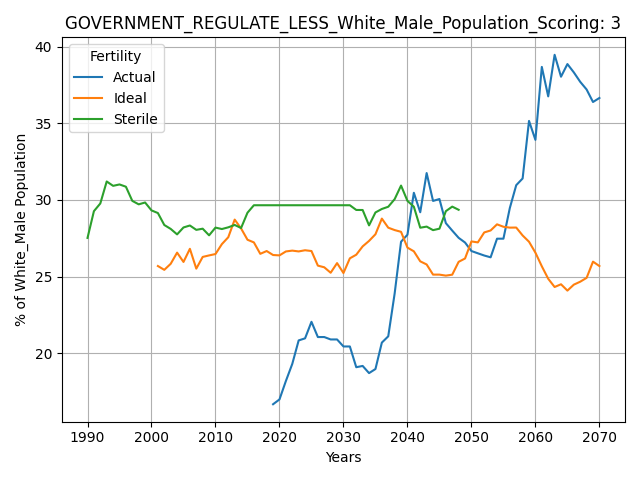 GOVERNMENT_REGULATE_LESS_White_Male_Population_Scoring: 3
% of White_Male Population
40
35
30
25
20
Fertility
Actual
Ideal
Sterile
1990 2000 2010 2020 2030 2040 2050 2060 2070
Years